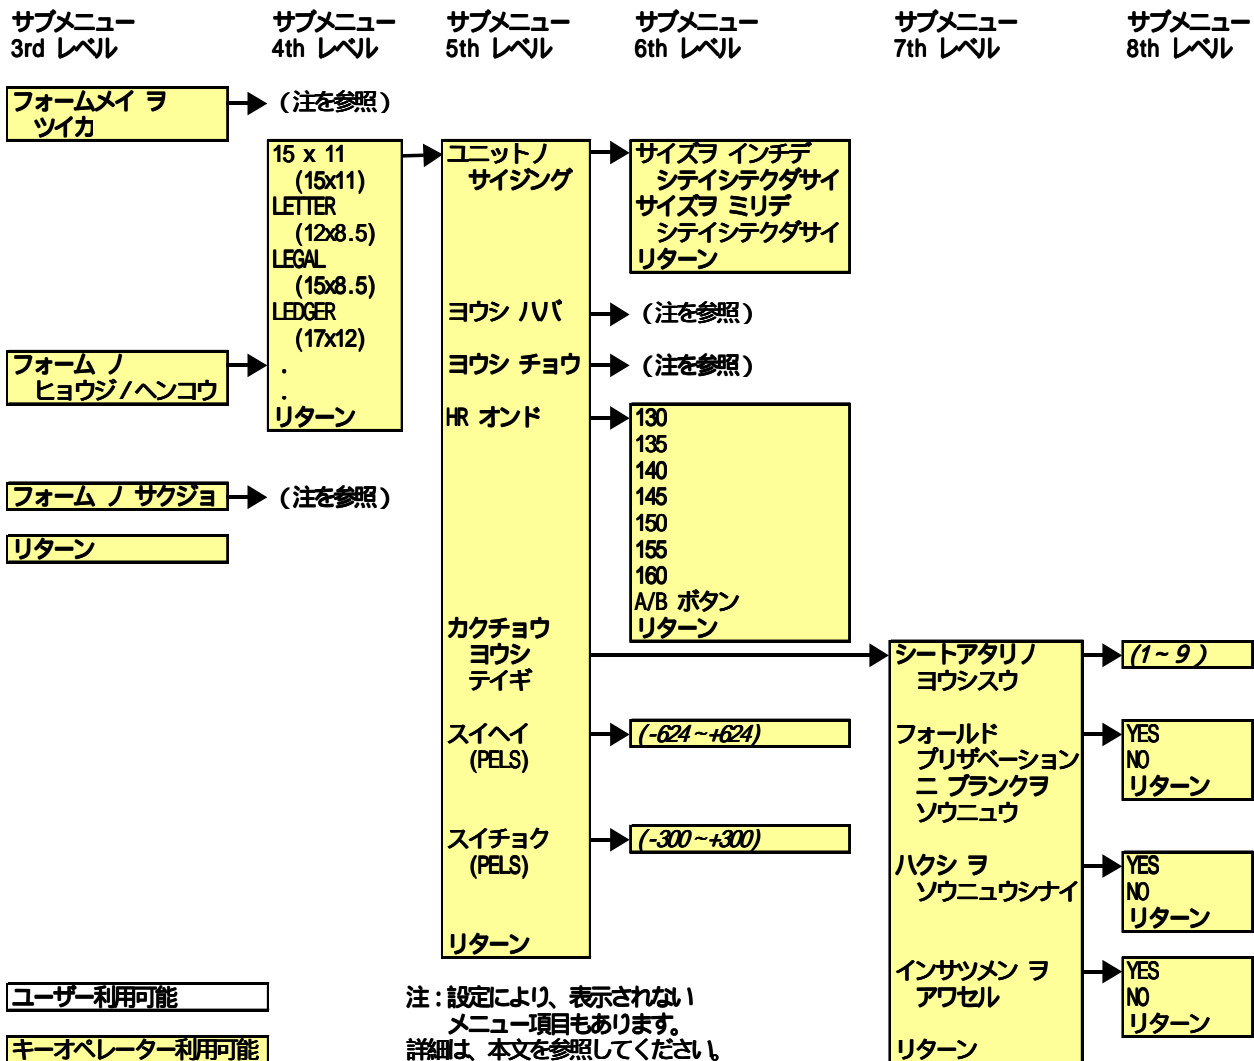 サブメニュー
3rd レベル
サブメニュー
4th レベル
サブメニュー
5th レベル
サブメニュー
6th レベル
サブメニュー
7th レベル
サブメニュー
8th レベル
フォームメイ ヲ
ツイカ
(注を参照)
フォーム ノ
ヒョウジ/ヘンコウ
フォーム ノ サクジョ
(注を参照)
リターン
15 x 11
(15x11)
LETTER
(12x8.5)
LEGAL
(15x8.5)
LEDGER
(17x12)
.
.
リターン
ユニットノ
サイジング
ヨウシ ハバ
ヨウシ チョウ
HR オンド
カクチョウ
ヨウシ
テイギ
スイヘイ
(PELS)
スイチョク
(PELS)
リターン
サイズヲ インチデ
シテイシテクダサイ
サイズヲ ミリデ
シテイシテクダサイ
リターン
(注を参照)
(注を参照)
130
135
140
145
150
155
160
A/B ボタン
リターン
(-624~+624)
(-300~+300)
シートアタリノ
ヨウシスウ
フォールド
プリザベーション
ニ ブランクヲ
ソウニュウ
ハクシ ヲ
ソウニュウシナイ
インサツメン ヲ
アワセル
リターン
(1~9)
YES
NO
リターン
YES
NO
リターン
YES
NO
リターン
ユーザー利用可能
キーオペレーター利用可能
注:設定により、表示されない
メニュー項目もあります。
詳細は、本文を参照してください。